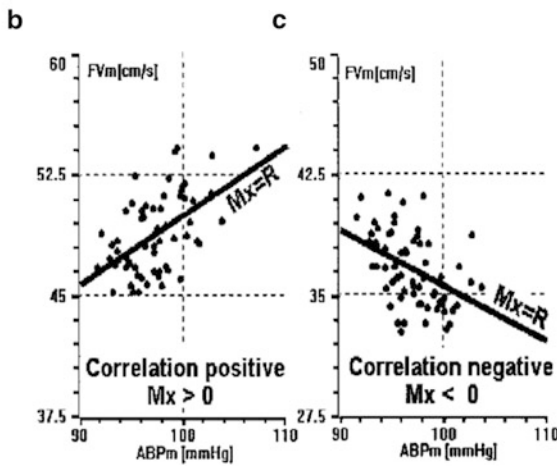 b
60
FVm[cm/s]
52.5
Mx=R
45
Correlation positive
Mx > 0
37.5
90
100
110
ABPm [mmHg]
c
50
FVm[cm/s]
42.5
35
Mx=R
Correlation negative
Mx < 0
27.5
90
100
110
ABPm [mmHg]